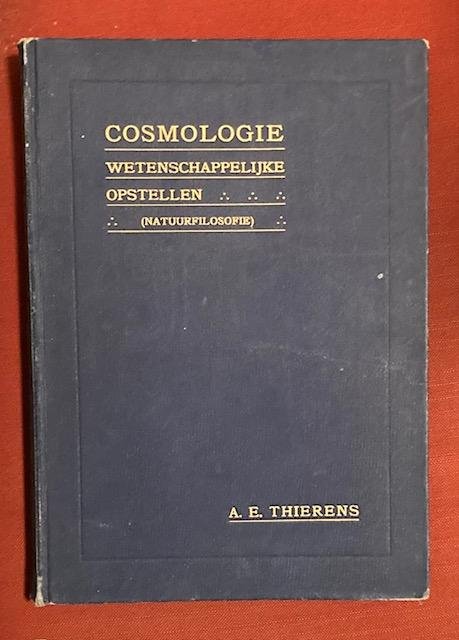 COSMOLOGIE
WETENSCHAPPELIJKE
OPSTELLEN ∴ ∴ ∴
∴ (NATUURFILOSOFIE) ∴
A. E. THIERENS